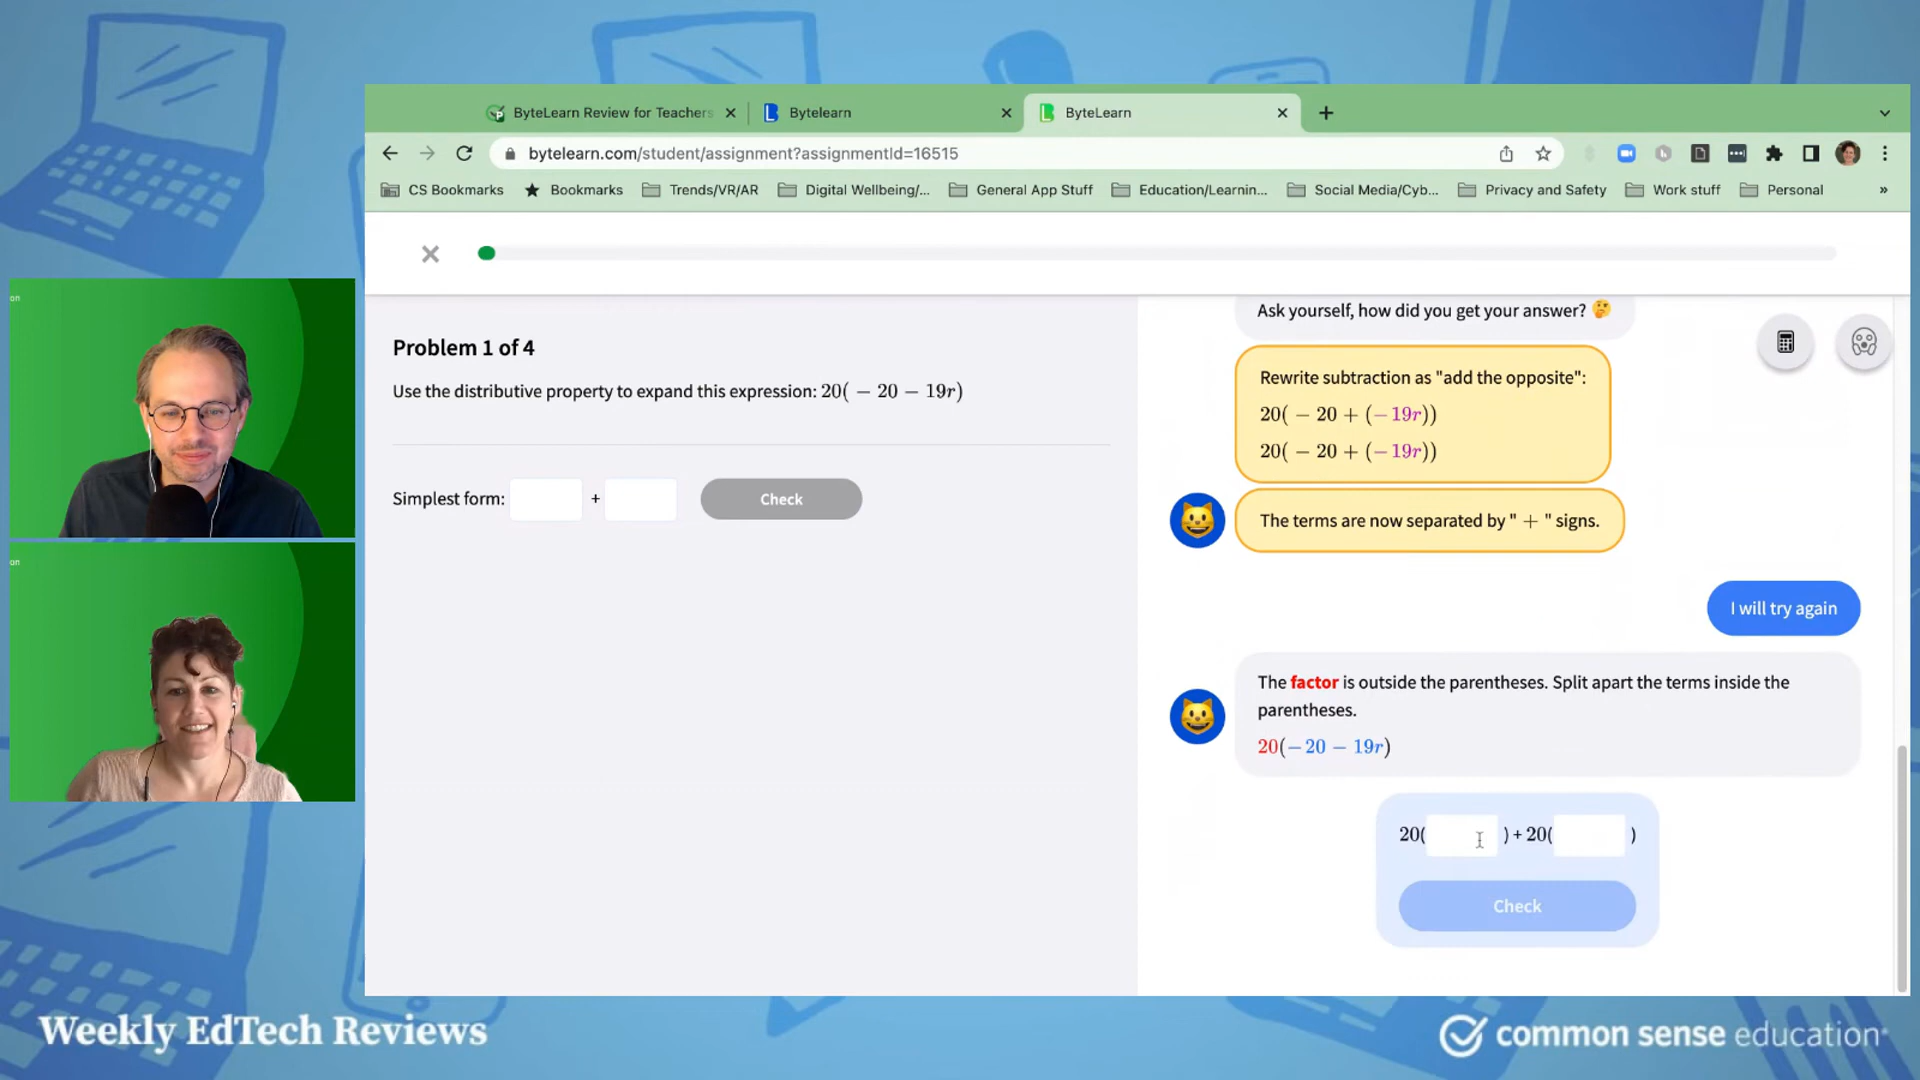 ByteLearn Review for Teachers
Bytelearn
ByteLearn
bytelearn.com/student/assignment?assignmentId=16515
CS Bookmarks Bookmarks Trends/VR/AR Digital Wellbeing/... General App Stuff Education/Learnin... Social Media/Cyb... Privacy and Safety Work stuff Personal »
Problem 1 of 4
Use the distributive property to expand this expression: 20( − 20 − 19r)
Simplest form: + Check
Ask yourself, how did you get your answer? 🤔
Rewrite subtraction as "add the opposite":
20( − 20 + (−19r))
20( − 20 + (−19r))
The terms are now separated by " + " signs.
I will try again
The factor is outside the parentheses. Split apart the terms inside the
parentheses.
20(−20 − 19r)
20( ) + 20( )
Check
on
on
Weekly EdTech Reviews
common sense education®